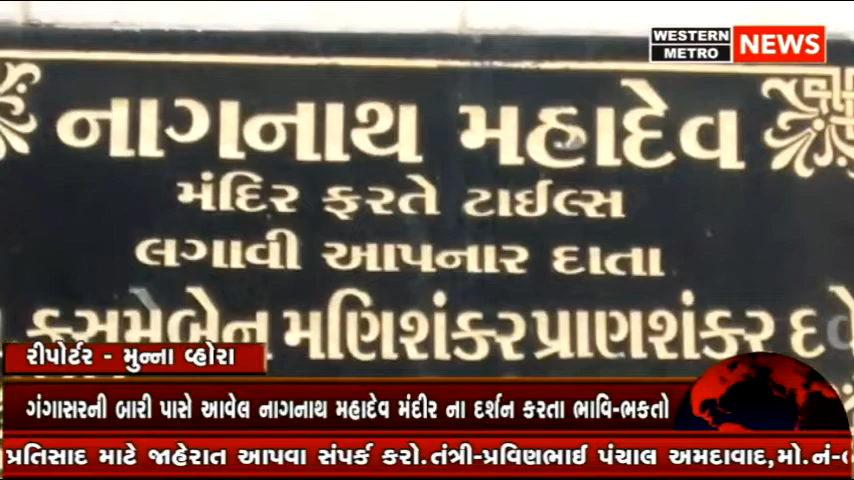 WESTERN
METRO
NEWS
નાગનાથ મહાદેવ
મંદિર ફરતે ટાઈલ્સ
લગાવી આપનાર દાતા
મણિશંકર પ્રાણશંકર
રીપોર્ટર - મુન્ના વ્હોરા
ગંગાસરની બારી પાસે આવેલ નાગનાથ મહાદેવ મંદીર ના દર્શન કરતા ભાવિ-ભકતો
પ્રતિસાદ માટે જાહેરાત આપવા સંપર્ક કરો.તંત્રી-પ્રવિણભાઈ પંચાલ અમદાવાદ,મો.નં-